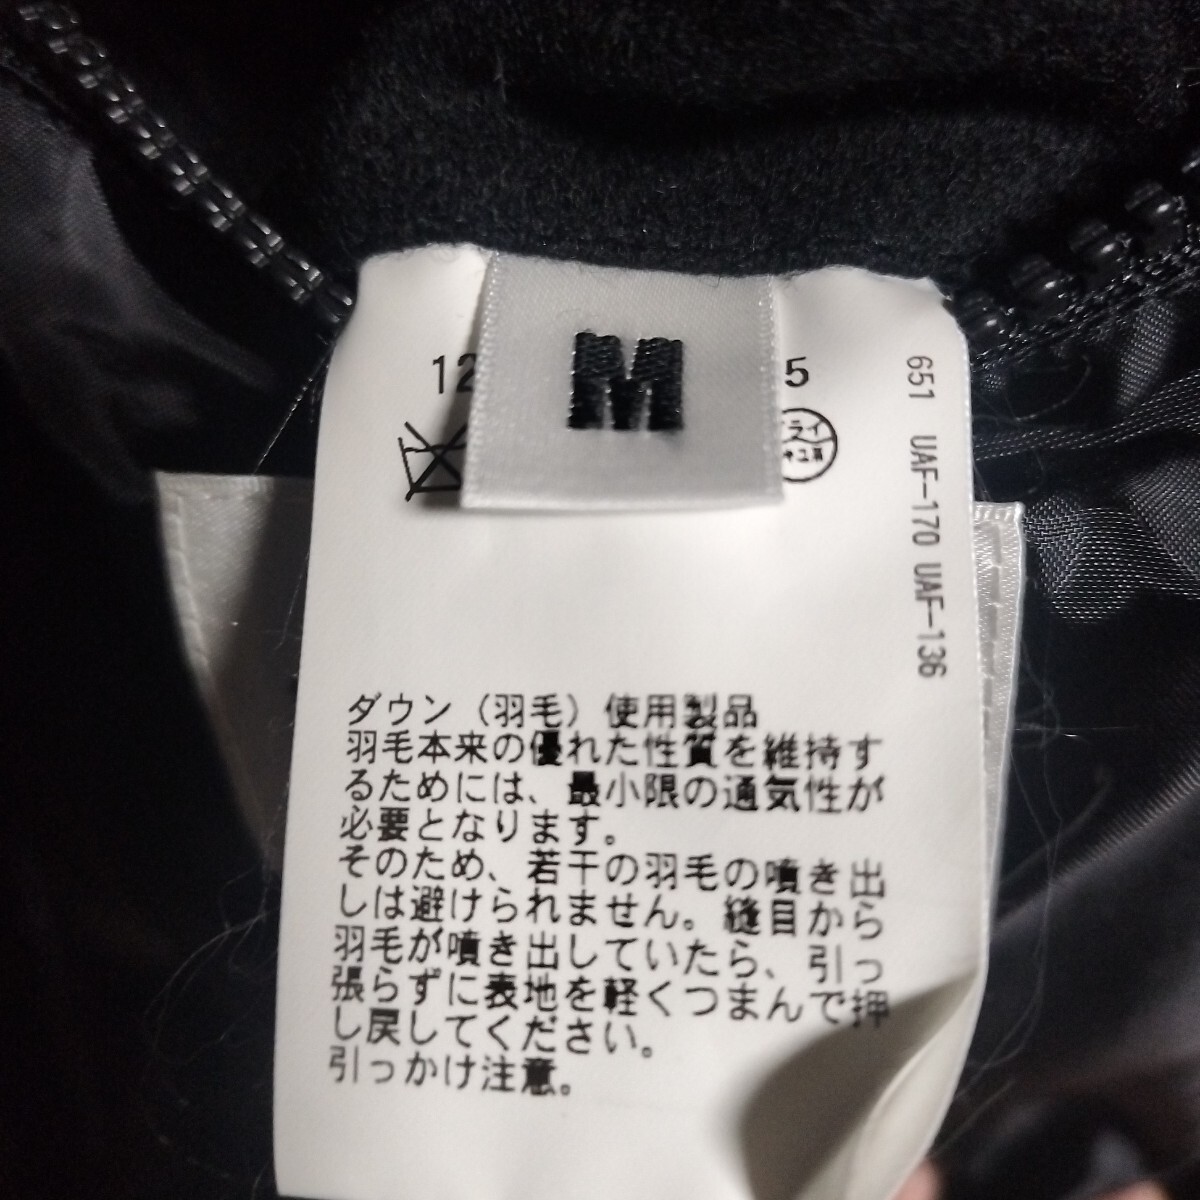 M
12
5
651 UAF-170 UAF-136
ダウン（羽毛）使用製品
羽毛本来の優れた性質を維持す
るためには、最小限の通気性が
必要となります。
そのため、若干の羽毛の噴き出
しは避けられません。縫目から
羽毛が噴き出していたら、引っ
張らずに表地を軽くつまんで押
し戻してください。
引っかけ注意。